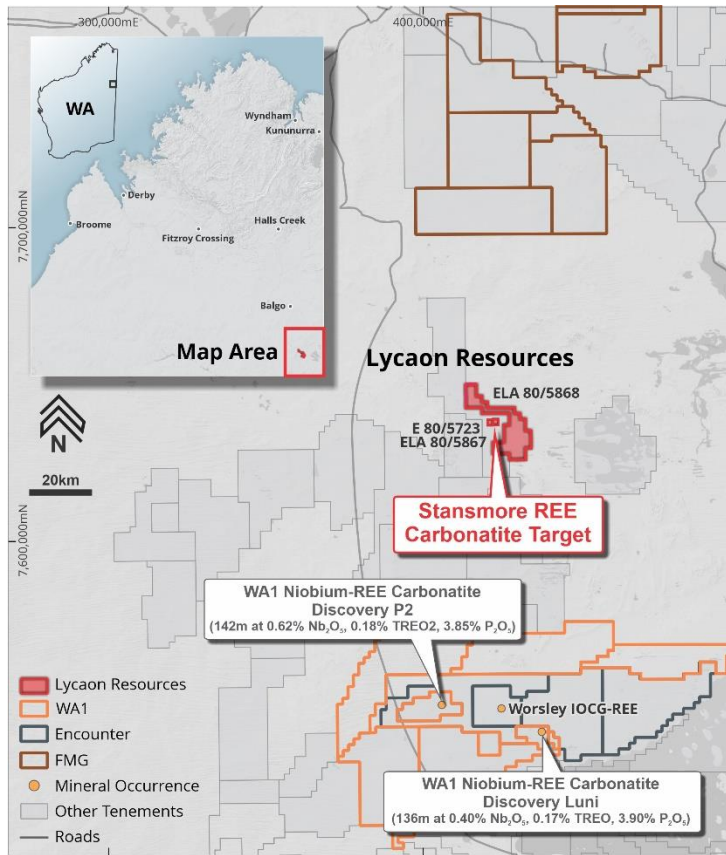 300,000mE
400,000mE
WA
Wyndham
Kununurra
Derby
Broome
Fitzroy Crossing
Halls Creek
Balgo
Map Area
7,700,000mN
Lycaon Resources
ELA 80/5868
E 80/5723
ELA 80/5867
N
20km
Stansmore REE
Carbonatite Target
7,600,000mN
WA1 Niobium-REE Carbonatite
Discovery P2
(142m at 0.62% Nb₂O₅, 0.18% TREO2, 3.85% P₂O₅)
Worsley IOCG-REE
WA1 Niobium-REE Carbonatite
Discovery Luni
(136m at 0.40% Nb₂O₅, 0.17% TREO, 3.90% P₂O₅)
Lycaon Resources
WA1
Encounter
FMG
Mineral Occurrence
Other Tenements
Roads